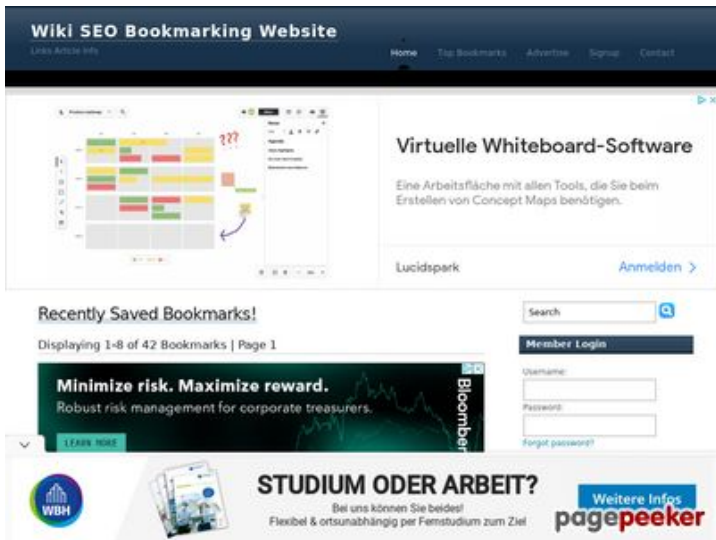 Wiki SEO Bookmarking Website
Links Article Info
Home Top Bookmarks Advertise Signup Contact
???
Virtuelle Whiteboard-Software
Eine Arbeitsfläche mit allen Tools, die Sie beim
Erstellen von Concept Maps benötigen.
Lucidspark
Anmelden >
Recently Saved Bookmarks!
Displaying 1-8 of 42 Bookmarks | Page 1
Minimize risk. Maximize reward.
Robust risk management for corporate treasurers.
LEARN MORE
Search
Member Login
Username:
Password:
Forgot password?
WBH
STUDIUM ODER ARBEIT?
Bei uns können Sie beides!
Flexibel & ortsunabhängig per Fernstudium zum Ziel
Weitere Infos
pagepeeker